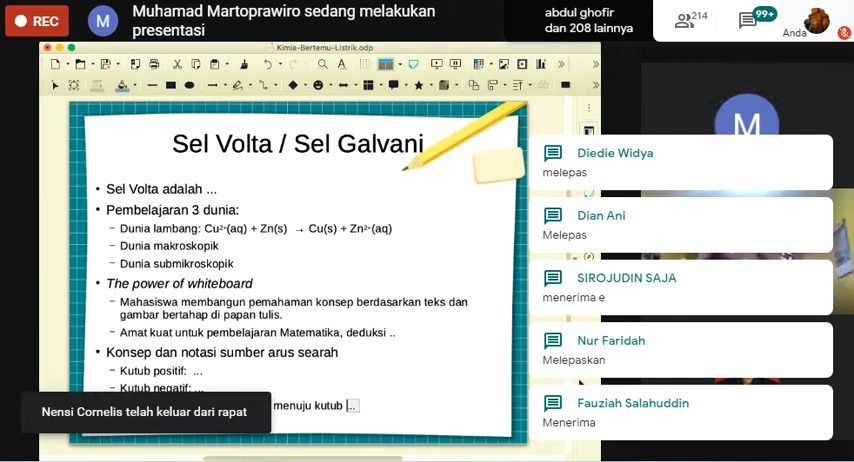 REC
M
Muhamad Martoprawiro sedang melakukan
presentasi
abdul ghofir
dan 208 lainnya
214
99+
Anda
Kimia-Bertemu-Listrik.odp
Sel Volta / Sel Galvani
M
• Sel Volta adalah ...
• Pembelajaran 3 dunia:
– Dunia lambang: Cu²⁺(aq) + Zn(s) → Cu(s) + Zn²⁺(aq)
– Dunia makroskopik
– Dunia submikroskopik
• The power of whiteboard
– Mahasiswa membangun pemahaman konsep berdasarkan teks dan
gambar bertahap di papan tulis.
– Amat kuat untuk pembelajaran Matematika, deduksi ..
• Konsep dan notasi sumber arus searah
– Kutub positif: ...
– Kutub negatif: ...
menuju kutub ...
Nensi Cornelis telah keluar dari rapat
Diedie Widya
melepas
Dian Ani
Melepas
SIROJUDIN SAJA
menerima e
Nur Faridah
Melepaskan
Fauziah Salahuddin
Menerima